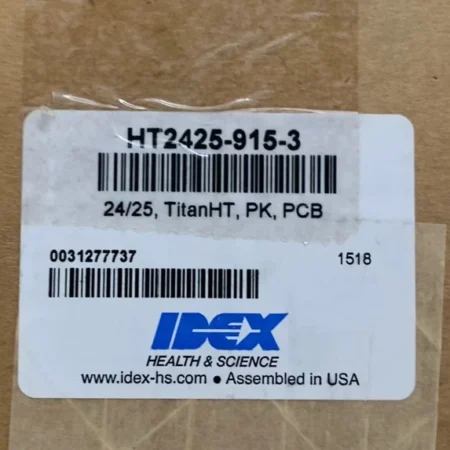 HT2425-915-3
24/25, TitanHT, PK, PCB
0031277737 1518
IDEX
HEALTH & SCIENCE
www.idex-hs.com • Assembled in USA